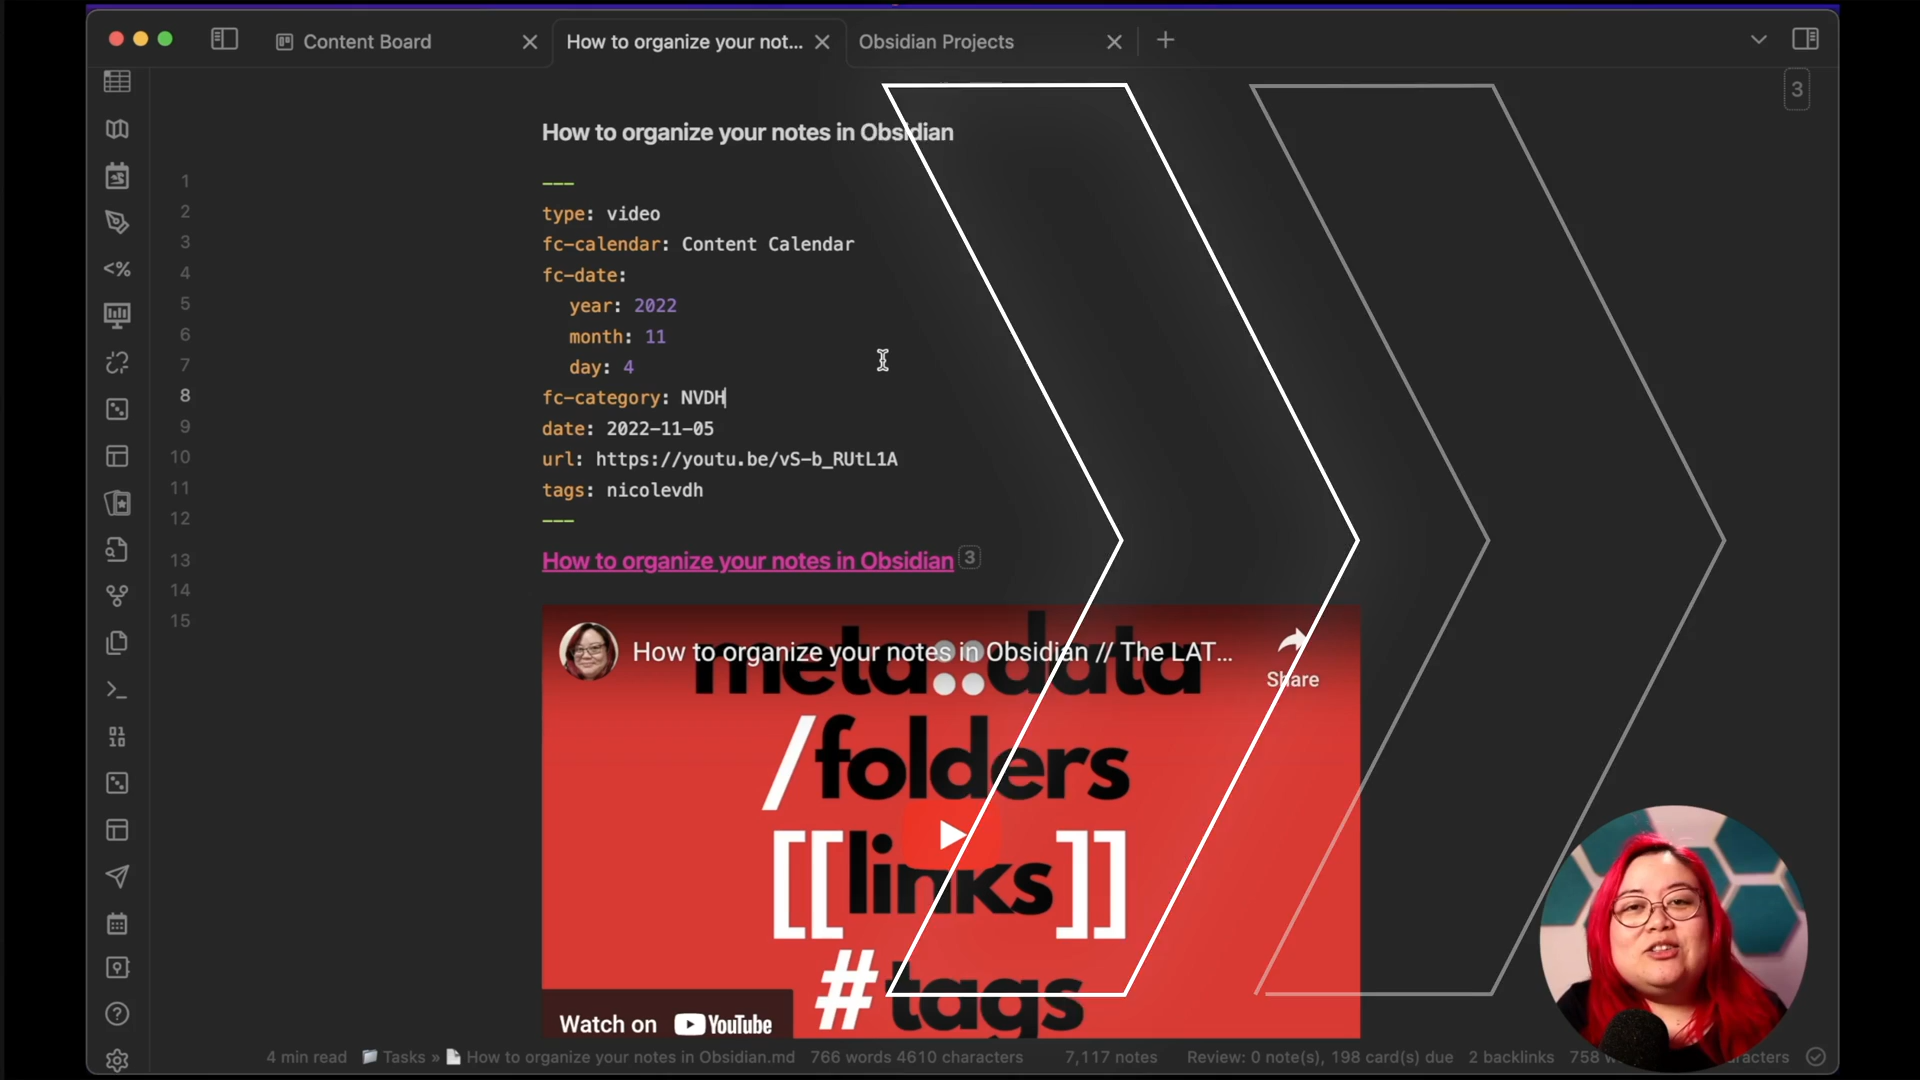 Content Board
How to organize your not...
Obsidian Projects
3
How to organize your notes in Obsidian
1 ---
2 type: video
3 fc-calendar: Content Calendar
4 fc-date:
5 year: 2022
6 month: 11
7 day: 4
8 fc-category: NVDH
9 date: 2022-11-05
10 url: https://youtu.be/vS-b_RUtL1A
11 tags: nicolevdh
12 ---
13 How to organize your notes in Obsidian 3
14
15
<%
01
10
How to organize your notes in Obsidian // The LAT...
Share
meta::data
/folders
[[links]]
#tags
Watch on YouTube
4 min read Tasks » How to organize your notes in Obsidian.md 766 words 4610 characters 7,117 notes Review: 0 note(s), 198 card(s) due 2 backlinks 758